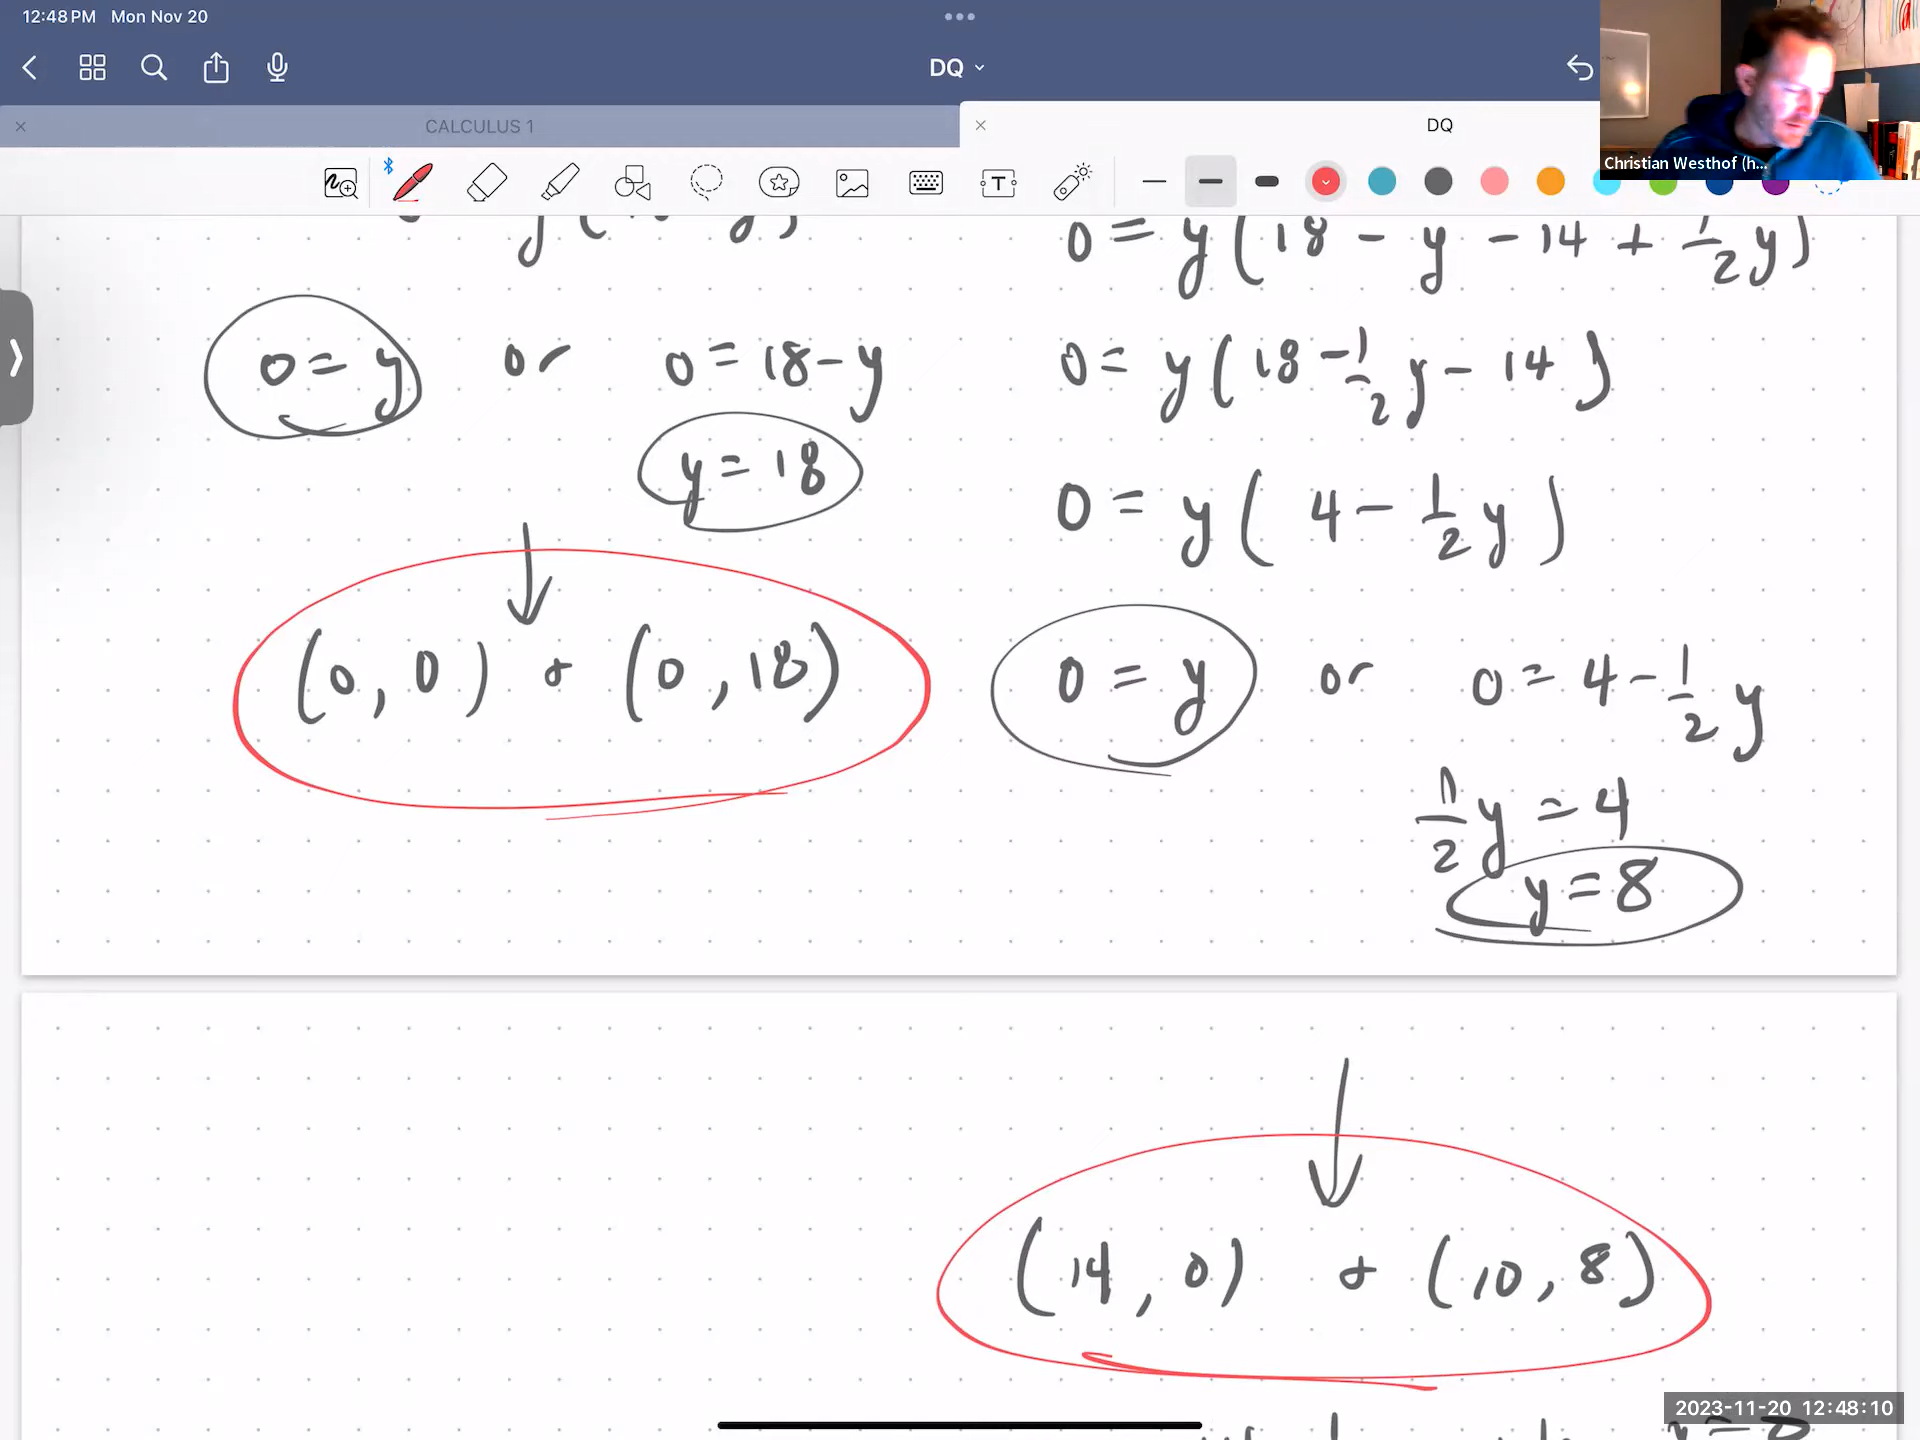 12:48 PM Mon Nov 20
DQ
CALCULUS 1
DQ
T
Christian Westhof (h...
0 = y(18 - y - 14 + 1/2 y)
0 = y or 0 = 18 - y
0 = y(18 - 1/2 y - 14)
y = 18
0 = y(4 - 1/2 y)
(0, 0) + (0, 18)
0 = y or 0 = 4 - 1/2 y
1/2 y = 4
y = 8
(14, 0) + (10, 8)
2023-11-20 12:48:10